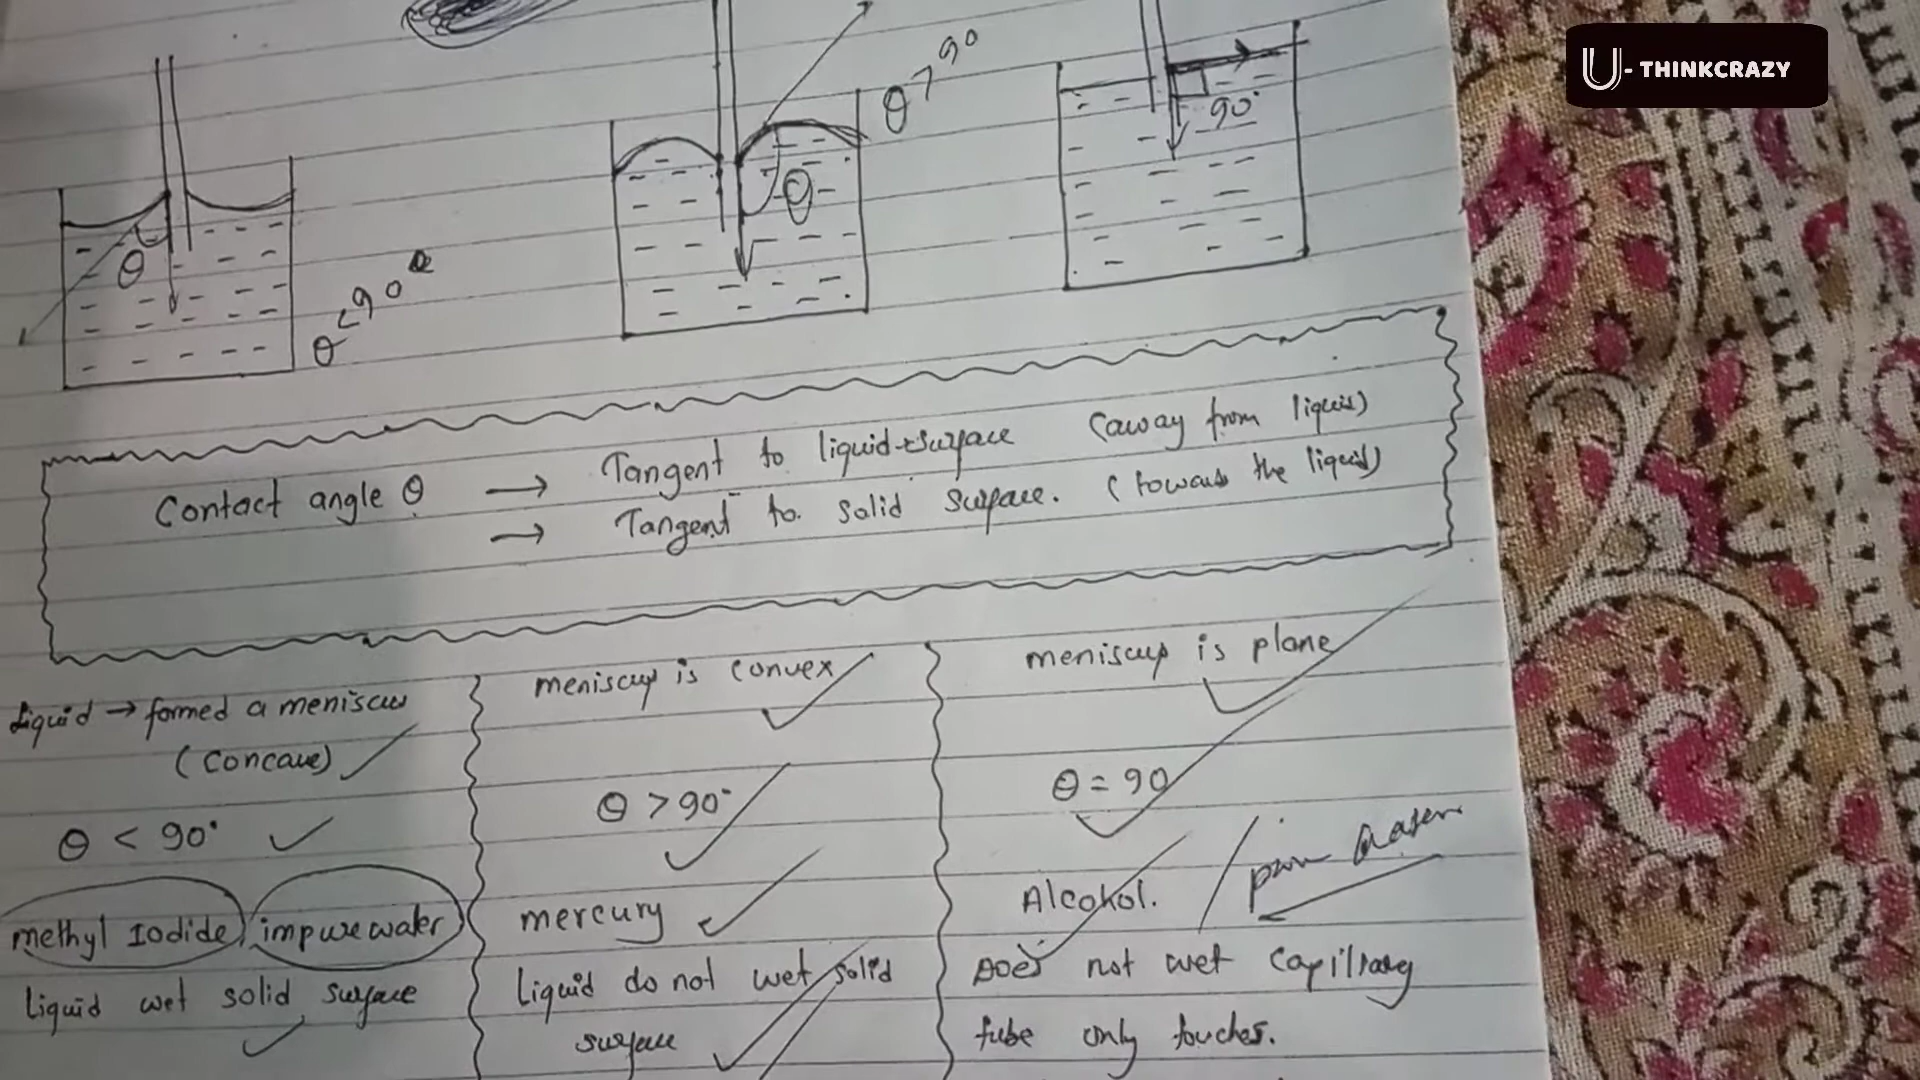 U-THINKCRAZY
θ < 90°
θ
θ > 90
θ
90°
Contact angle θ → Tangent to liquid surface (away from liquid)
→ Tangent to solid surface. (towards the liquid)
Liquid → formed a meniscus
(concave)
θ < 90°
methyl Iodide, impure water
liquid wet solid surface
meniscus is convex
θ > 90°
mercury
liquid do not wet solid
surface
meniscus is plane
θ = 90
Alcohol. / pure water
Does not wet capillary
tube only touches.